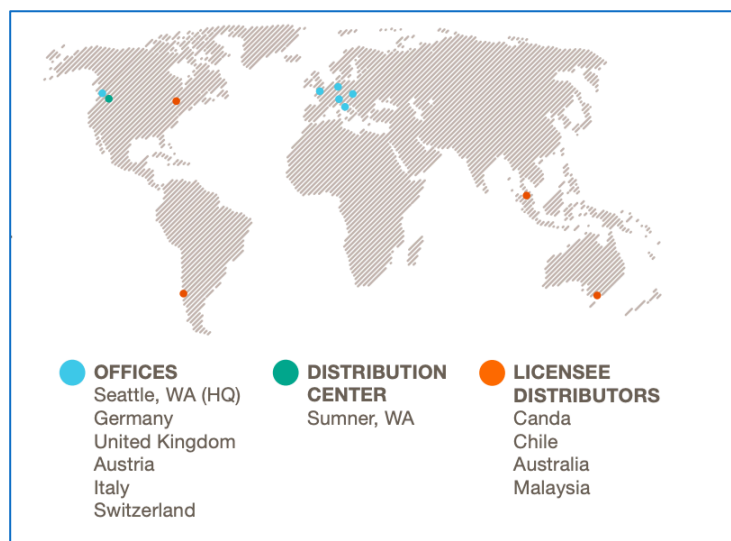 OFFICES
Seattle, WA (HQ)
Germany
United Kingdom
Austria
Italy
Switzerland
DISTRIBUTION
CENTER
Sumner, WA
LICENSEE
DISTRIBUTORS
Canda
Chile
Australia
Malaysia